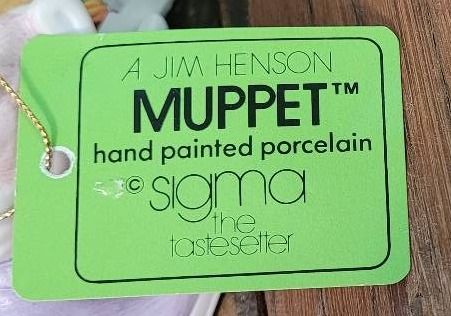 A JIM HENSON
MUPPET™
hand painted porcelain
© sigma
the
tastesetter